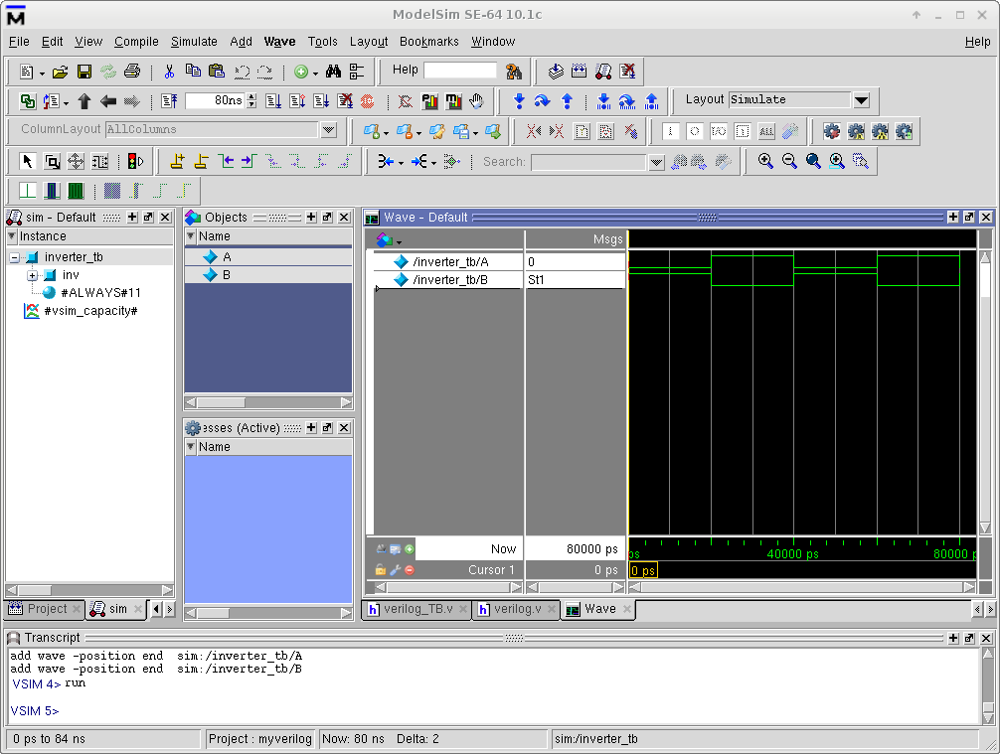 ModelSim SE-64 10.1c
File Edit View Compile Simulate Add Wave Tools Layout Bookmarks Window Help
Help
80ns
Layout Simulate
ColumnLayout AllColumns
ALL
Search:
sim - Default
Objects
Wave - Default
Instance
Name
Msgs
inverter_tb
inv
#ALWAYS#11
#vsim_capacity#
A
B
/inverter_tb/A 0
/inverter_tb/B St1
esses (Active)
Name
Now 80000 ps
ps 40000 ps 80000 p
Cursor 1 0 ps
0 ps
Project sim
verilog_TB.v verilog.v Wave
Transcript
add wave -position end  sim:/inverter_tb/A
add wave -position end  sim:/inverter_tb/B
VSIM 4> run
VSIM 5>
0 ps to 84 ns Project : myverilog Now: 80 ns Delta: 2 sim:/inverter_tb